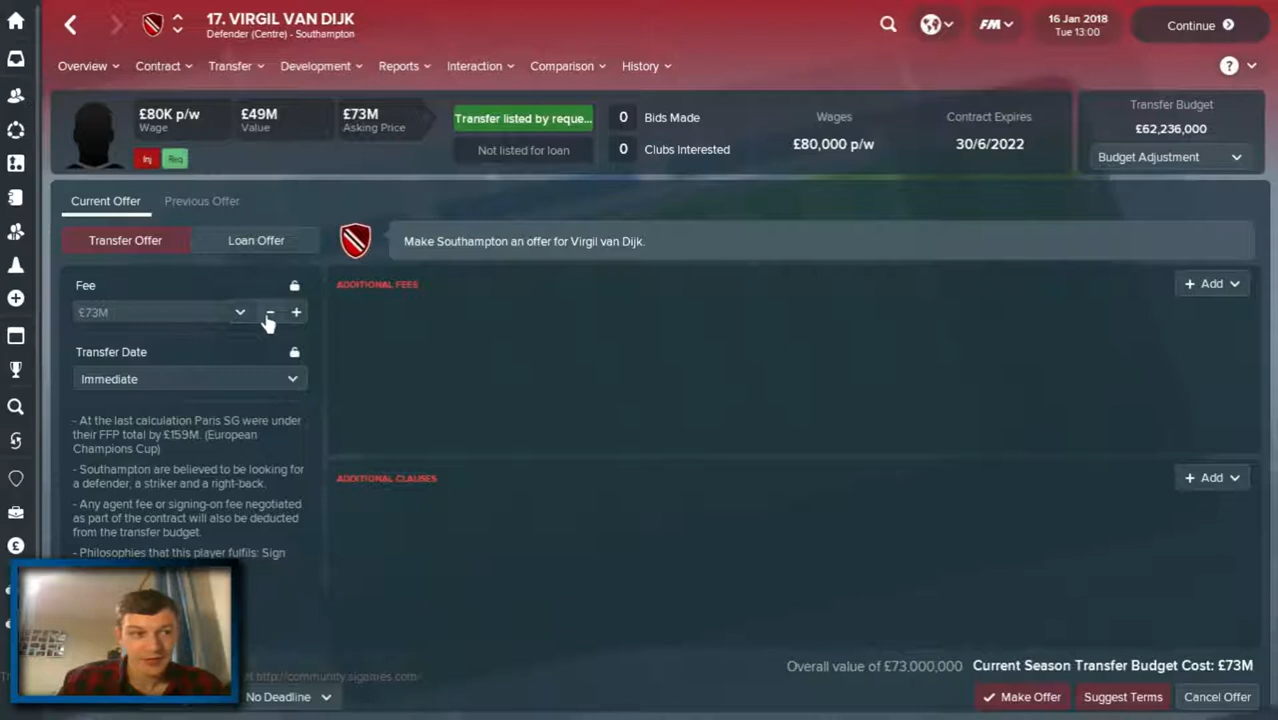 17. VIRGIL VAN DIJK
Defender (Centre) - Southampton
FM
16 Jan 2018
Tue 13:00
Continue
Overview
Contract
Transfer
Development
Reports
Interaction
Comparison
History
?
£80K p/w
Wage
£49M
Value
£73M
Asking Price
Inj
Req
Transfer listed by reque...
Not listed for loan
0 Bids Made
0 Clubs Interested
Wages
£80,000 p/w
Contract Expires
30/6/2022
Transfer Budget
£62,236,000
Budget Adjustment
Current Offer
Previous Offer
Transfer Offer
Loan Offer
Make Southampton an offer for Virgil van Dijk.
Fee
£73M
Transfer Date
Immediate
- At the last calculation Paris SG were under
their FFP total by £159M. (European
Champions Cup)
- Southampton are believed to be looking for
a defender, a striker and a right-back.
- Any agent fee or signing-on fee negotiated
as part of the contract will also be deducted
from the transfer budget.
- Philosophies that this player fulfils: Sign
ADDITIONAL FEES
+ Add
ADDITIONAL CLAUSES
+ Add
http://community.sigames.com/
No Deadline
Overall value of £73,000,000
Current Season Transfer Budget Cost: £73M
Make Offer
Suggest Terms
Cancel Offer